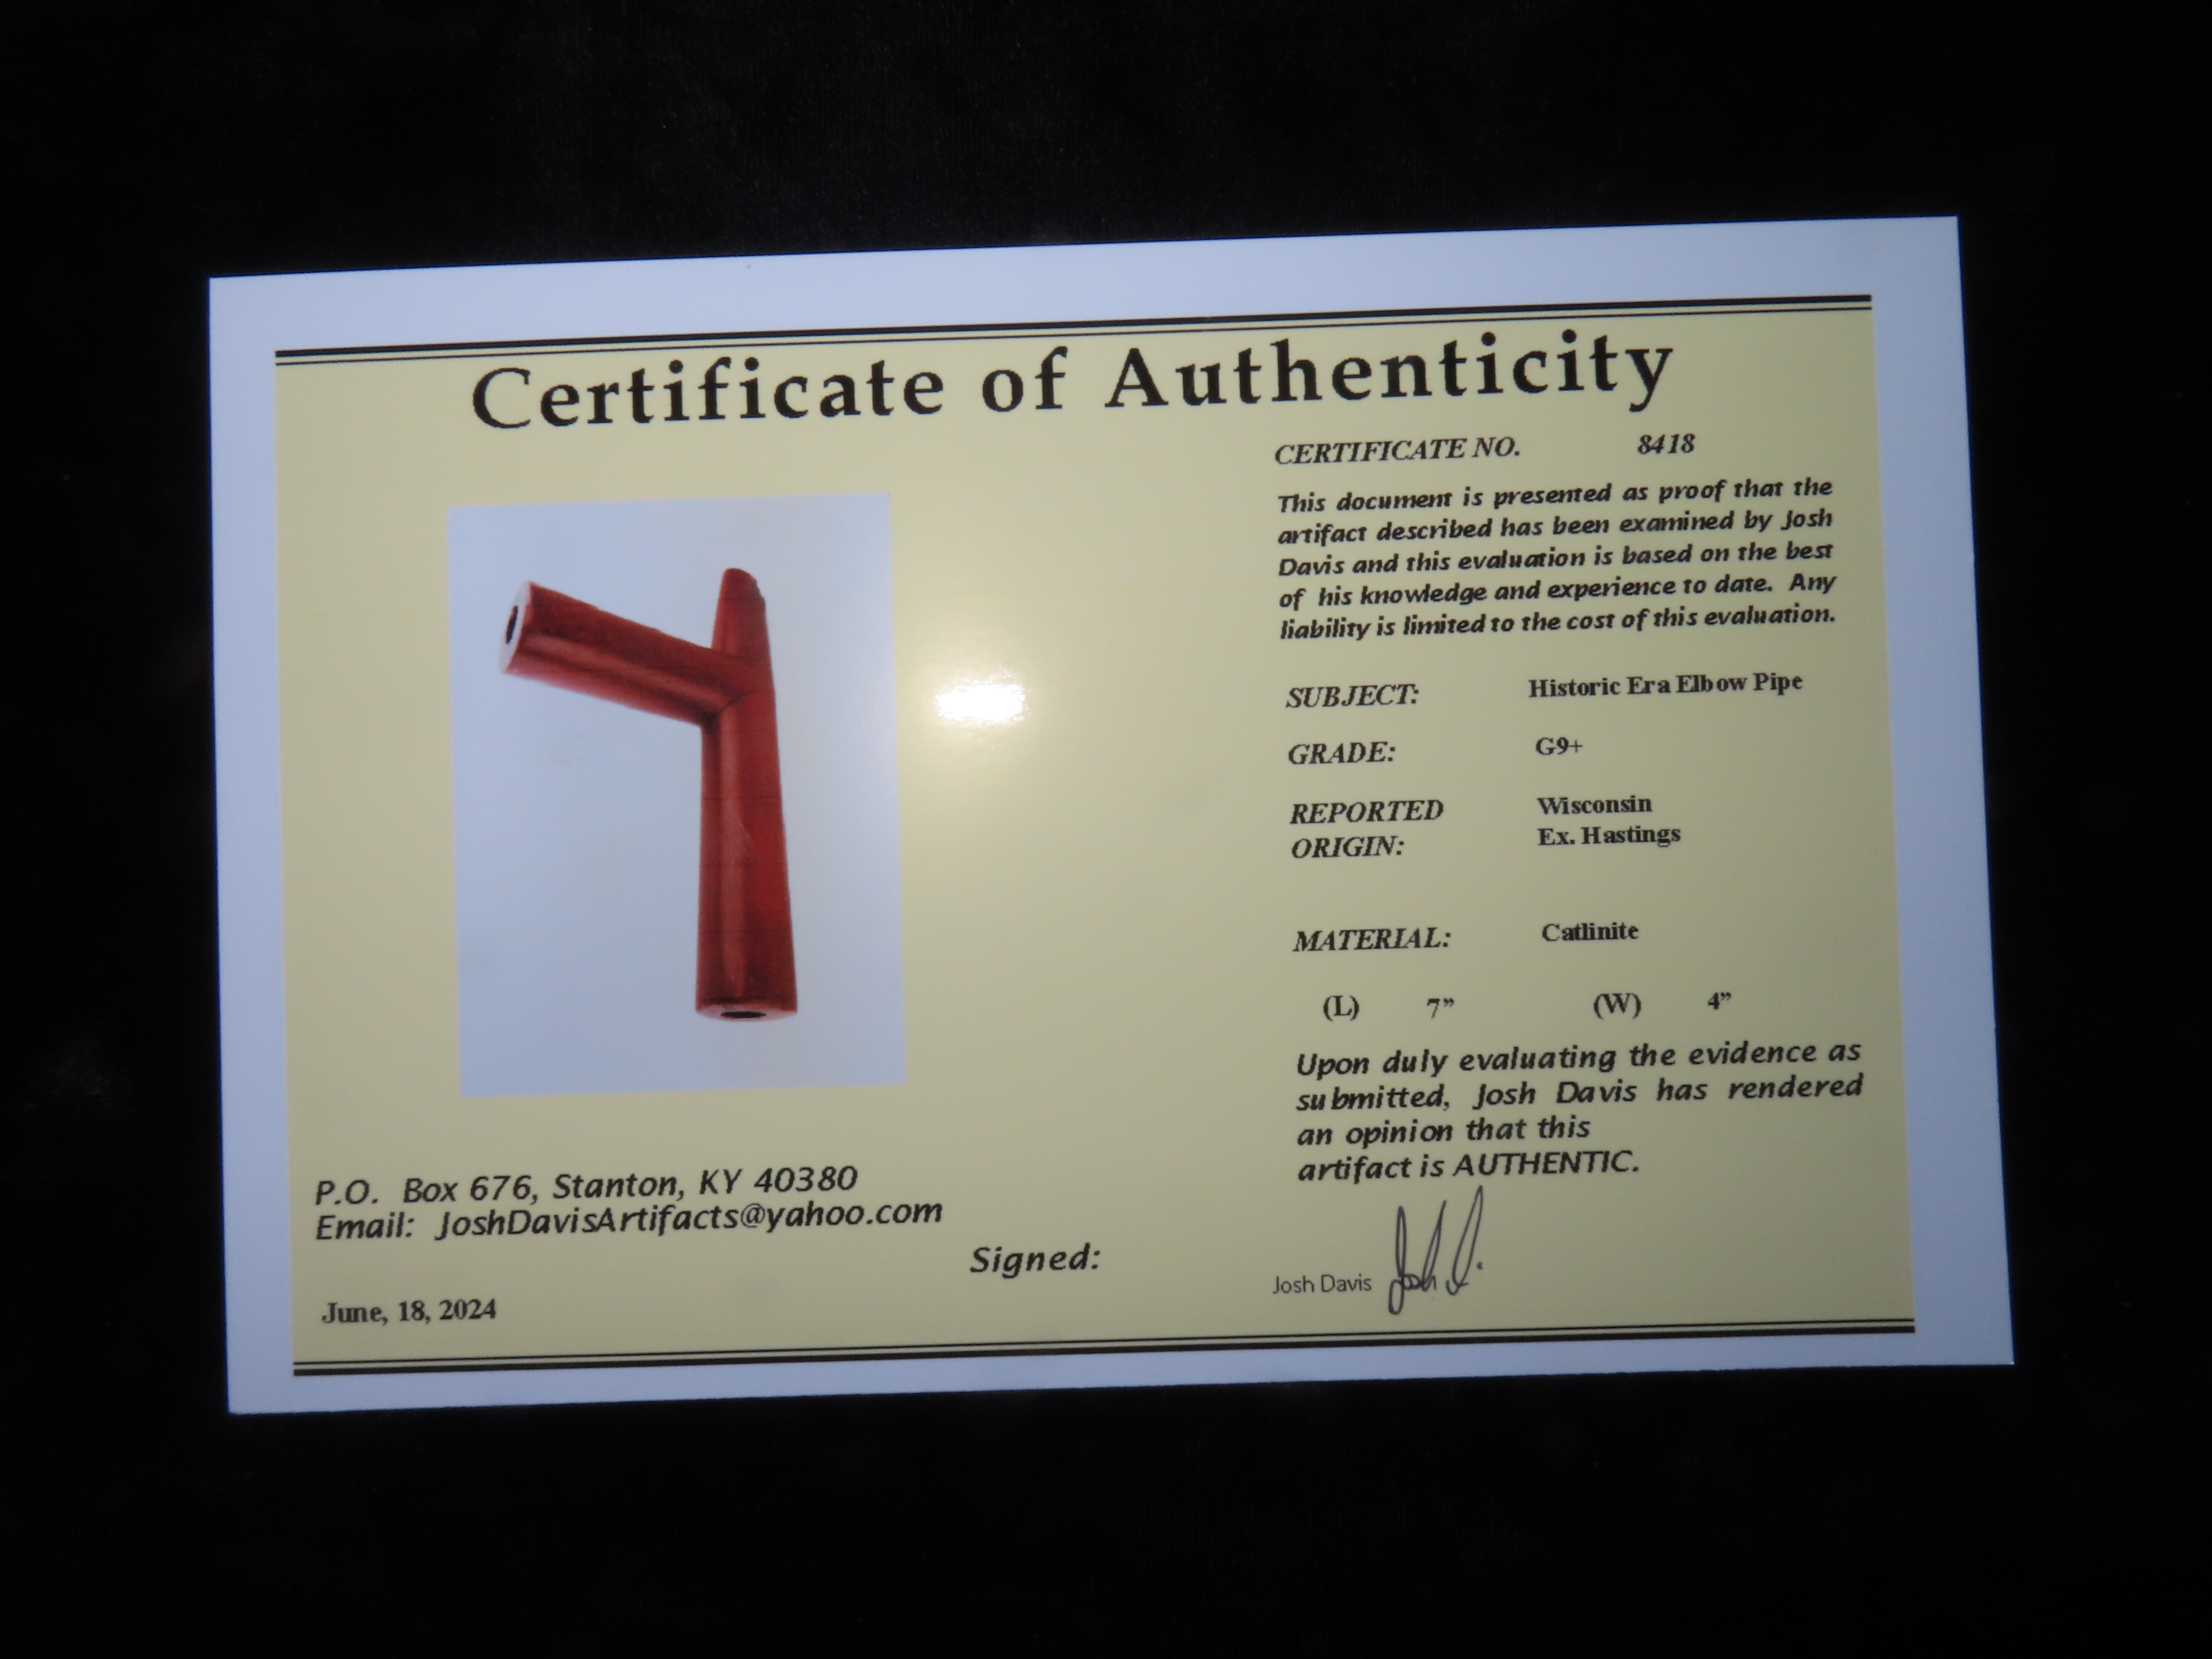 Certificate of Authenticity
CERTIFICATE NO. 8418
This document is presented as proof that the
artifact described has been examined by Josh
Davis and this evaluation is based on the best
of his knowledge and experience to date. Any
liability is limited to the cost of this evaluation.
SUBJECT: Historic Era Elbow Pipe
GRADE: G9+
REPORTED Wisconsin
ORIGIN: Ex. Hastings
MATERIAL: Catlinite
(L) 7” (W) 4”
Upon duly evaluating the evidence as
submitted, Josh Davis has rendered
an opinion that this
artifact is AUTHENTIC.
P.O. Box 676, Stanton, KY 40380
Email: JoshDavisArtifacts@yahoo.com
Signed:
Josh Davis Josh D.
June, 18, 2024